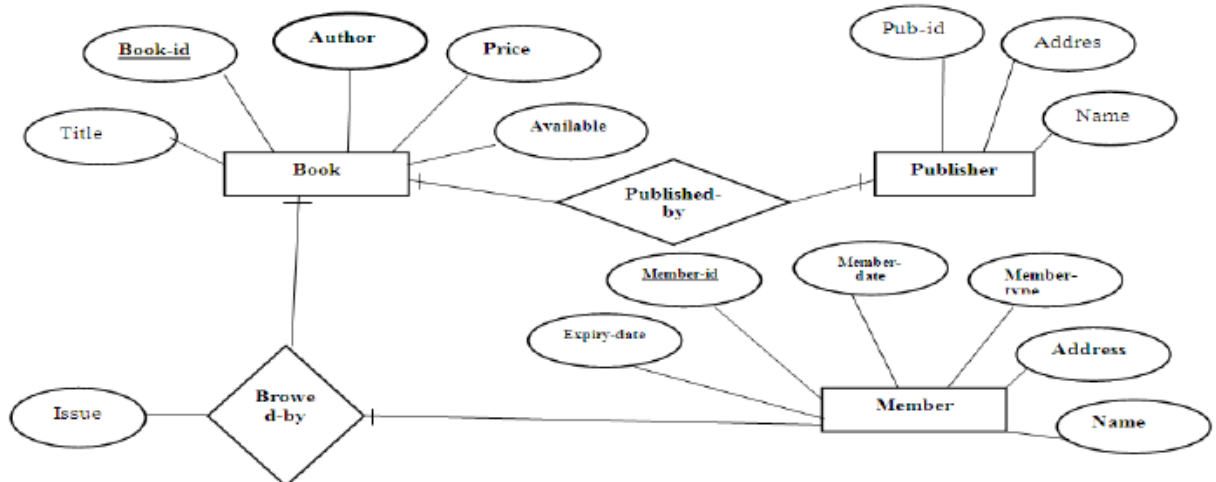 Book-id
Author
Price
Title
Available
Book
Pub-id
Addres
Name
Publisher
Published-
by
Member-id
Member-
date
Member-
type
Expiry-date
Address
Member
Name
Issue
Browe
d-by